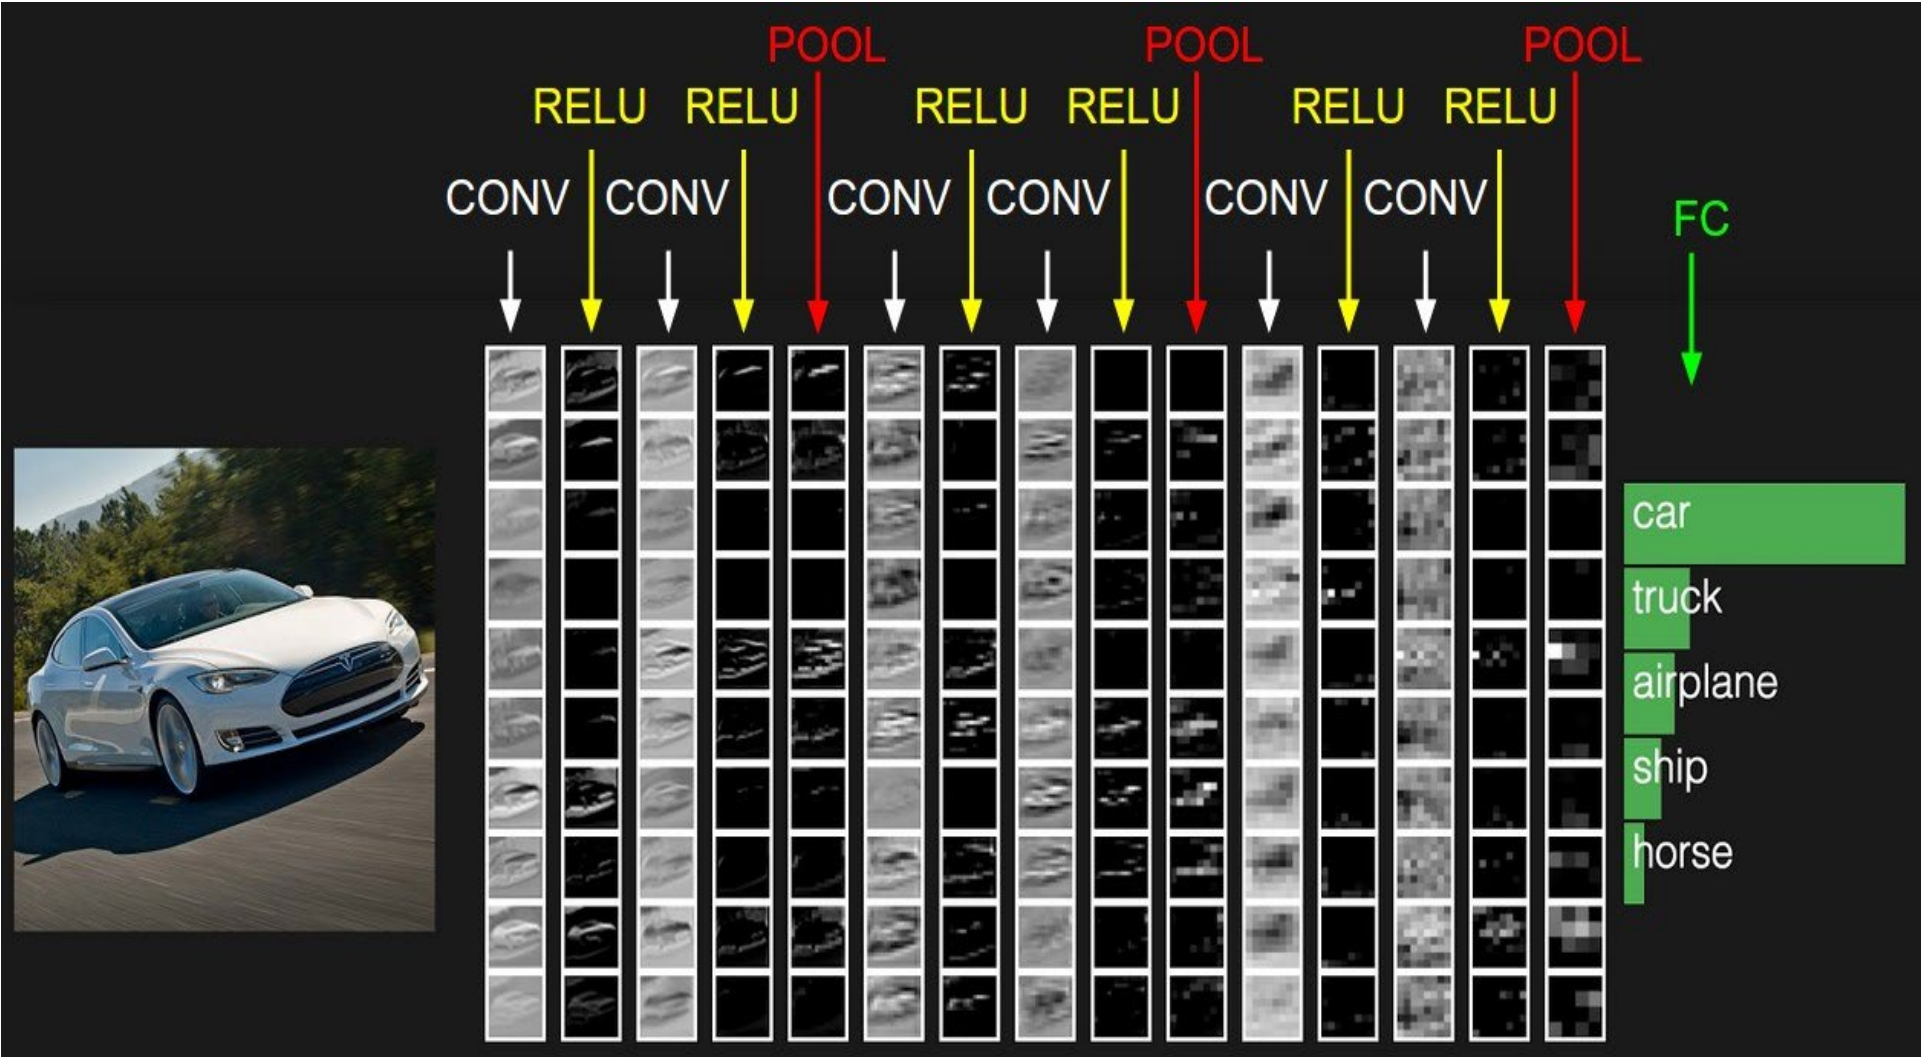 POOL POOL POOL
RELU RELU RELU RELU RELU RELU
CONV CONV CONV CONV CONV CONV
FC
car
truck
airplane
ship
horse